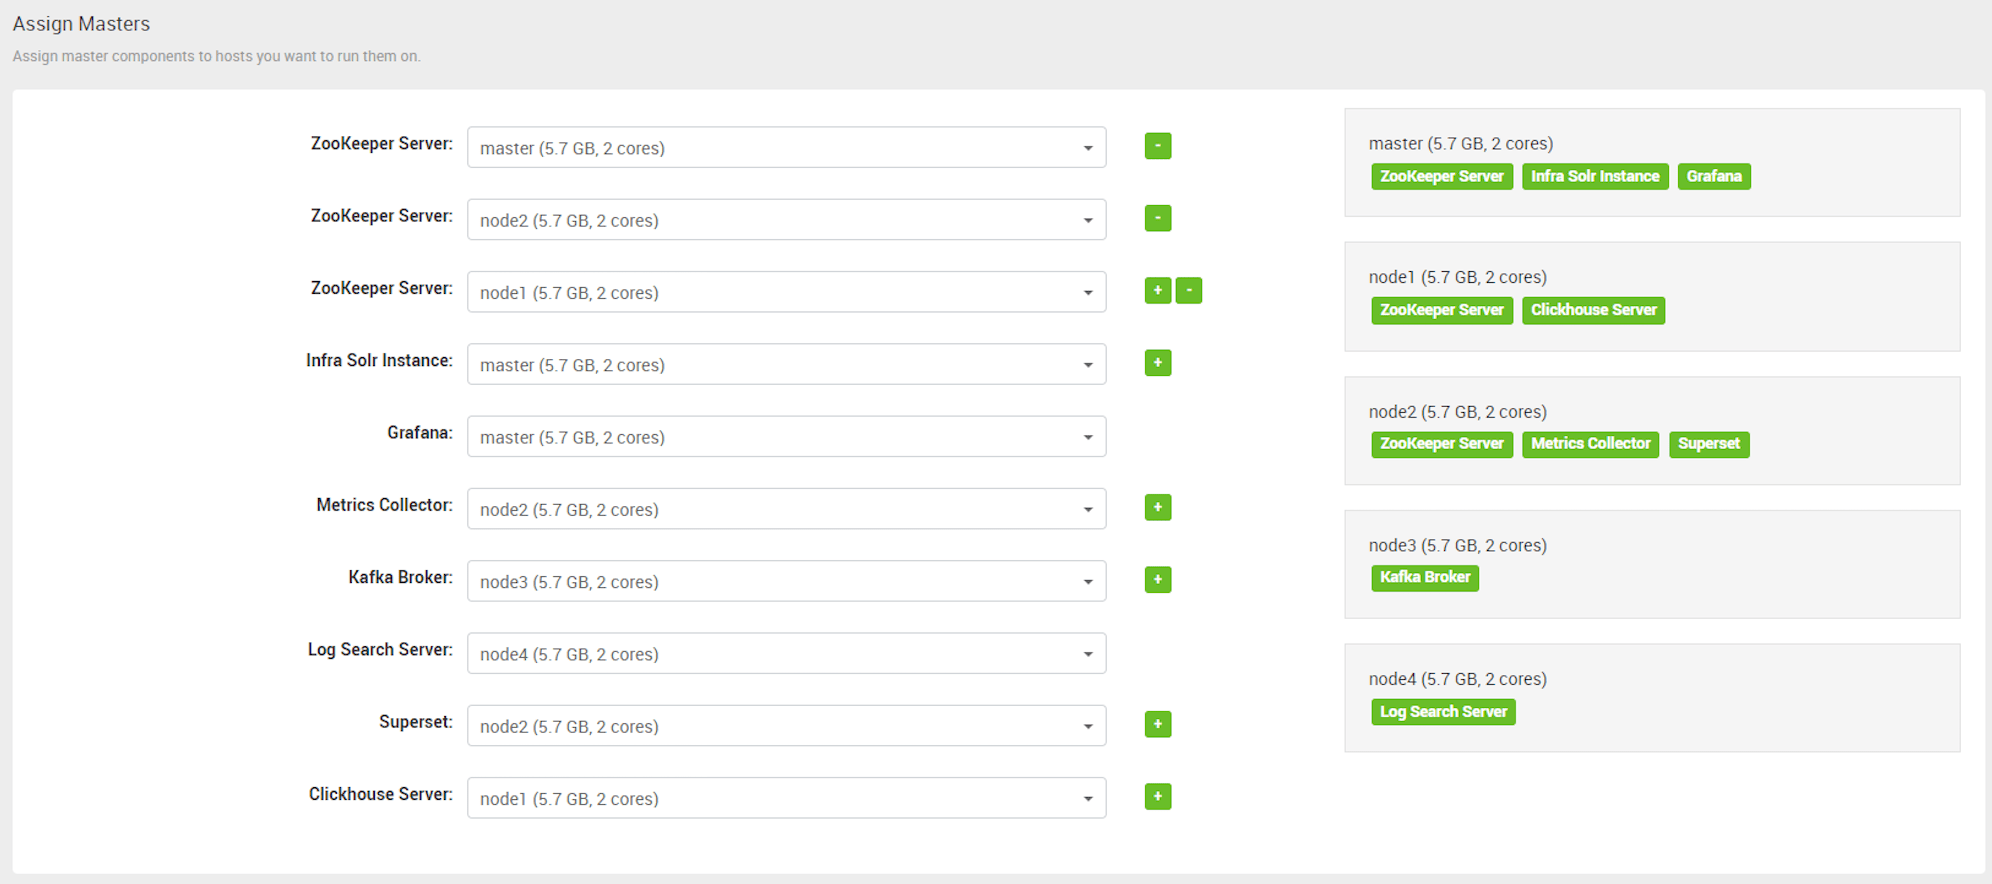 Assign Masters
Assign master components to hosts you want to run them on.
ZooKeeper Server: master (5.7 GB, 2 cores) -
ZooKeeper Server: node2 (5.7 GB, 2 cores) -
ZooKeeper Server: node1 (5.7 GB, 2 cores) + -
Infra Solr Instance: master (5.7 GB, 2 cores) +
Grafana: master (5.7 GB, 2 cores)
Metrics Collector: node2 (5.7 GB, 2 cores) +
Kafka Broker: node3 (5.7 GB, 2 cores) +
Log Search Server: node4 (5.7 GB, 2 cores)
Superset: node2 (5.7 GB, 2 cores) +
Clickhouse Server: node1 (5.7 GB, 2 cores) +
master (5.7 GB, 2 cores)
ZooKeeper Server Infra Solr Instance Grafana
node1 (5.7 GB, 2 cores)
ZooKeeper Server Clickhouse Server
node2 (5.7 GB, 2 cores)
ZooKeeper Server Metrics Collector Superset
node3 (5.7 GB, 2 cores)
Kafka Broker
node4 (5.7 GB, 2 cores)
Log Search Server